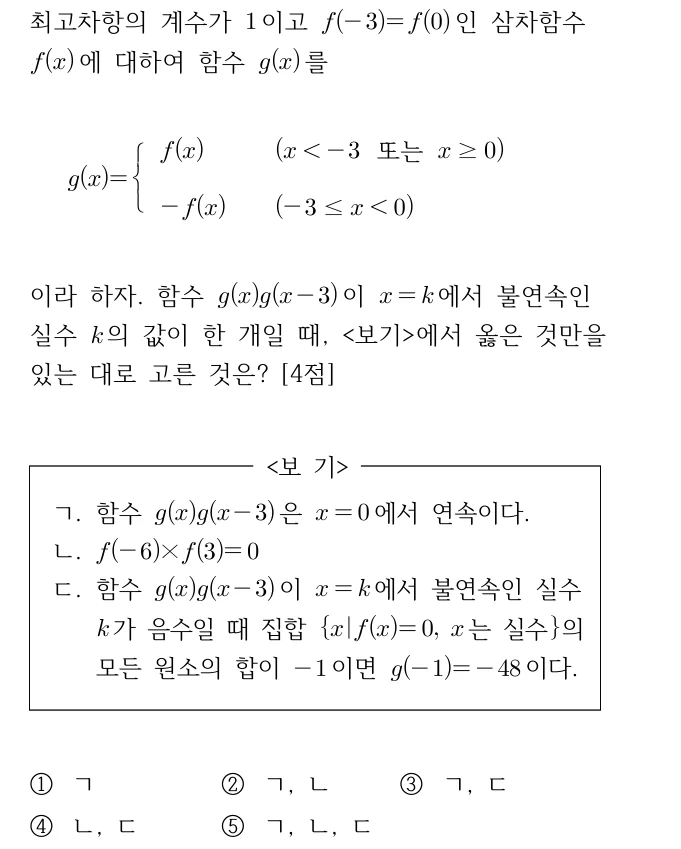 최고차항의 계수가 1이고 f(−3)=f(0)인 삼차함수
f(x)에 대하여 함수 g(x)를
g(x)={ f(x) (x<−3 또는 x≥0)
−f(x) (−3≤x<0)
이라 하자. 함수 g(x)g(x−3)이 x=k에서 불연속인
실수 k의 값이 한 개일 때, <보기>에서 옳은 것만을
있는 대로 고른 것은? [4점]
<보 기>
ㄱ. 함수 g(x)g(x−3)은 x=0에서 연속이다.
ㄴ. f(−6)×f(3)=0
ㄷ. 함수 g(x)g(x−3)이 x=k에서 불연속인 실수
k가 음수일 때 집합 {x|f(x)=0, x는 실수}의
모든 원소의 합이 −1이면 g(−1)=−48이다.
① ㄱ ② ㄱ, ㄴ ③ ㄱ, ㄷ
④ ㄴ, ㄷ ⑤ ㄱ, ㄴ, ㄷ